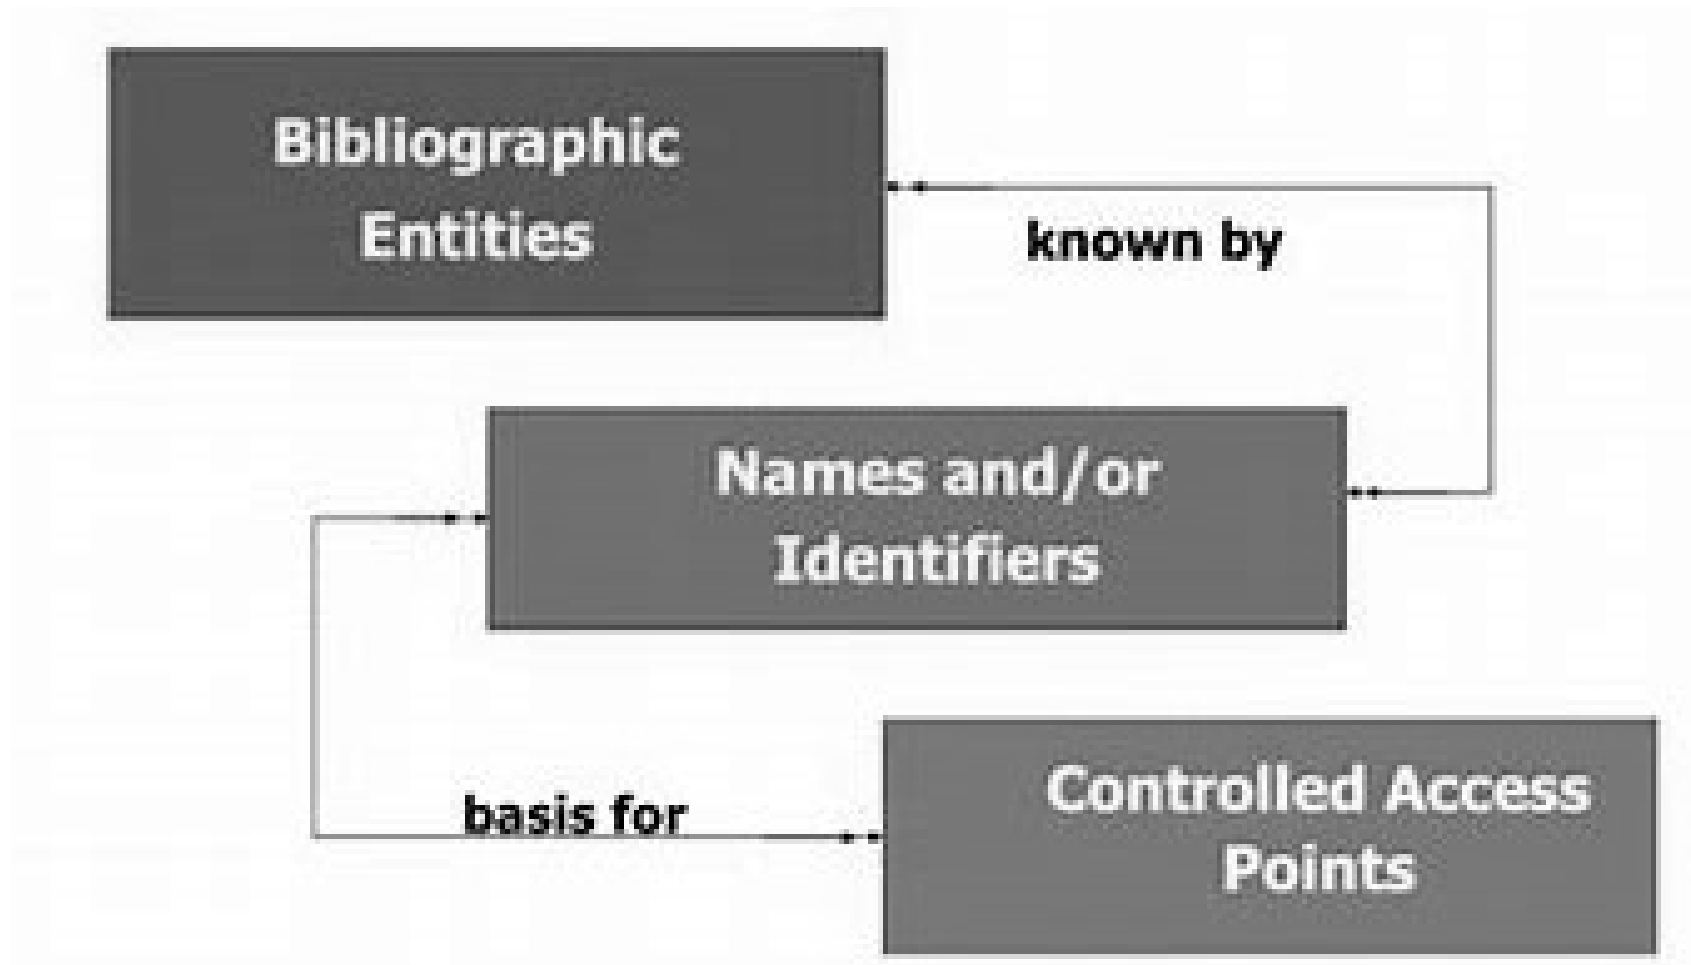 Bibliographic
Entities
known by
Names and/or
Identifiers
basis for
Controlled Access
Points